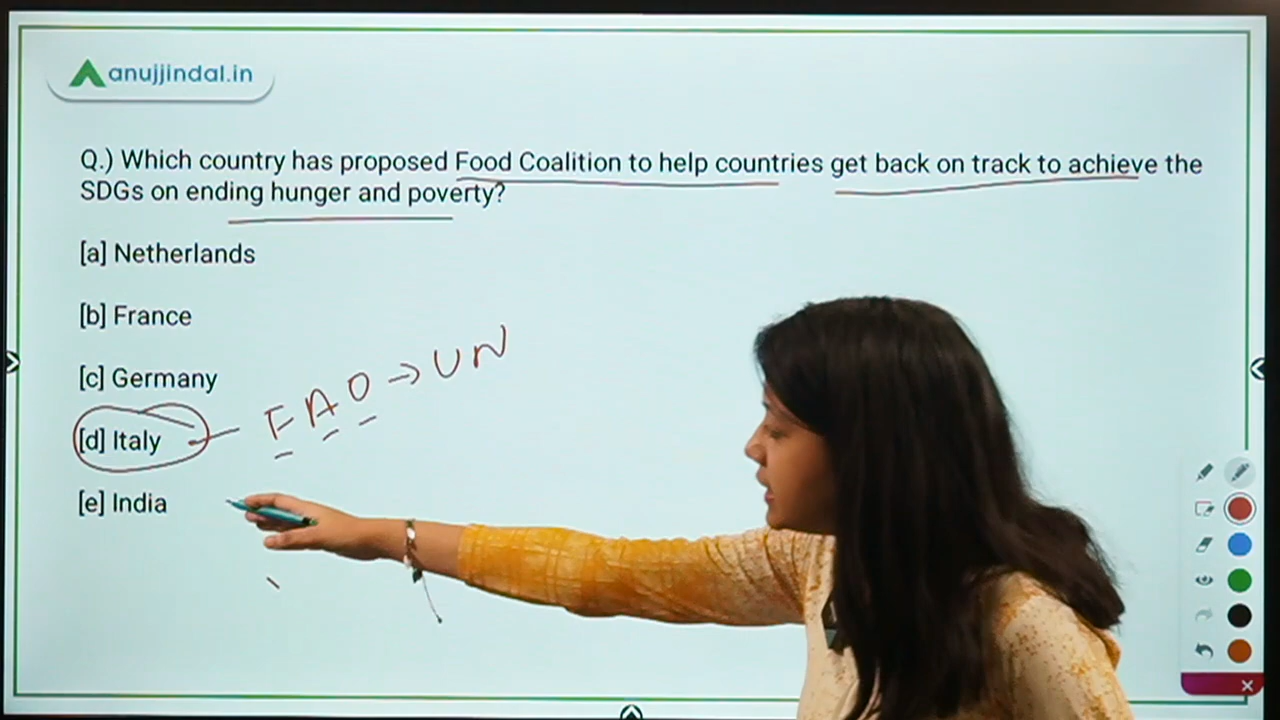 anujjindal.in
Q.) Which country has proposed Food Coalition to help countries get back on track to achieve the
SDGs on ending hunger and poverty?
[a] Netherlands
[b] France
[c] Germany
[d] Italy
FAO → UN
[e] India